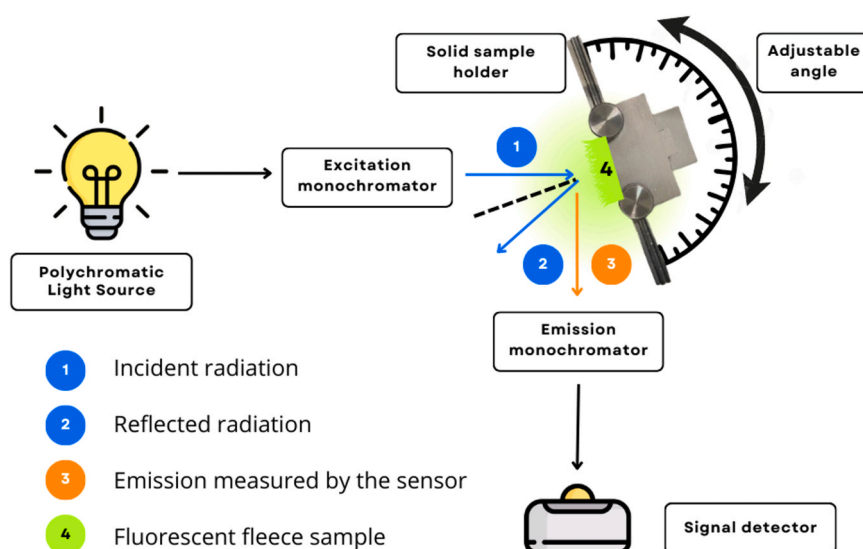 Solid sample
holder
Adjustable
angle
1
Excitation
monochromator
4
2
3
Polychromatic
Light Source
Emission
monochromator
1 Incident radiation
2 Reflected radiation
3 Emission measured by the sensor
4 Fluorescent fleece sample
Signal detector